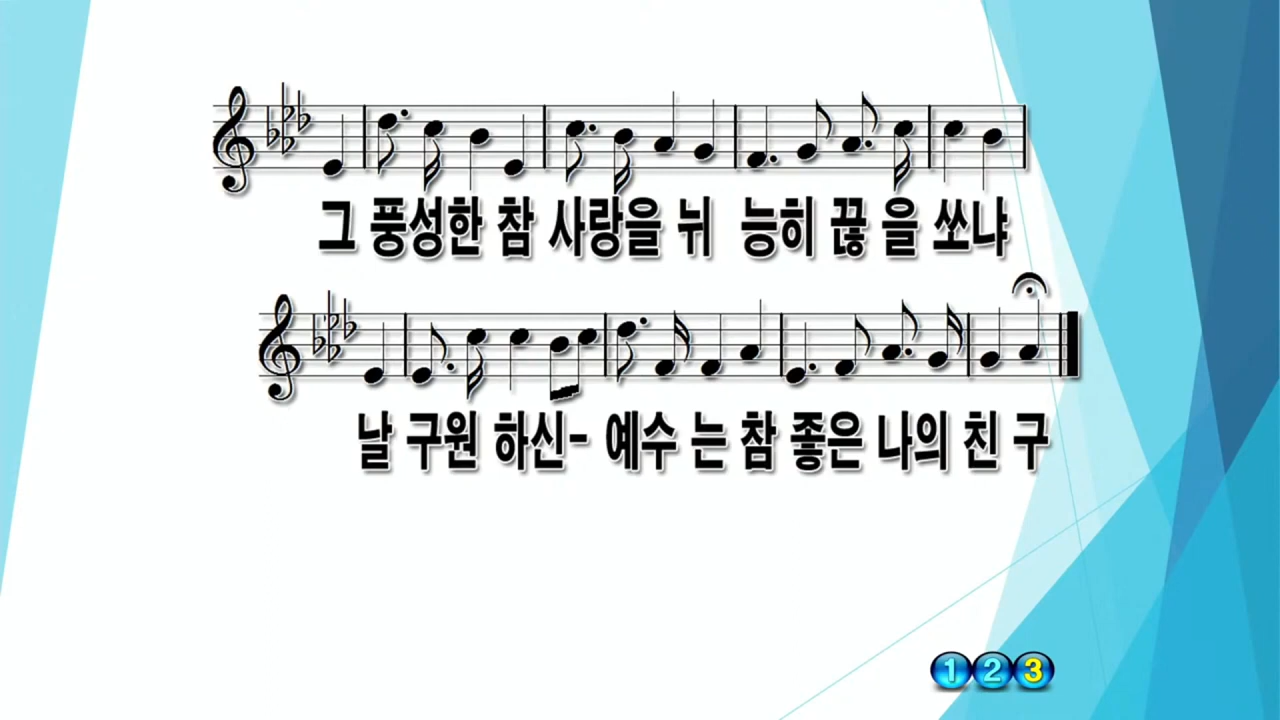 그 풍성한 참 사랑을 뉘 능히 끊 을 쏘냐
날 구원 하신- 예수 는 참 좋은 나의 친 구
1 2 3